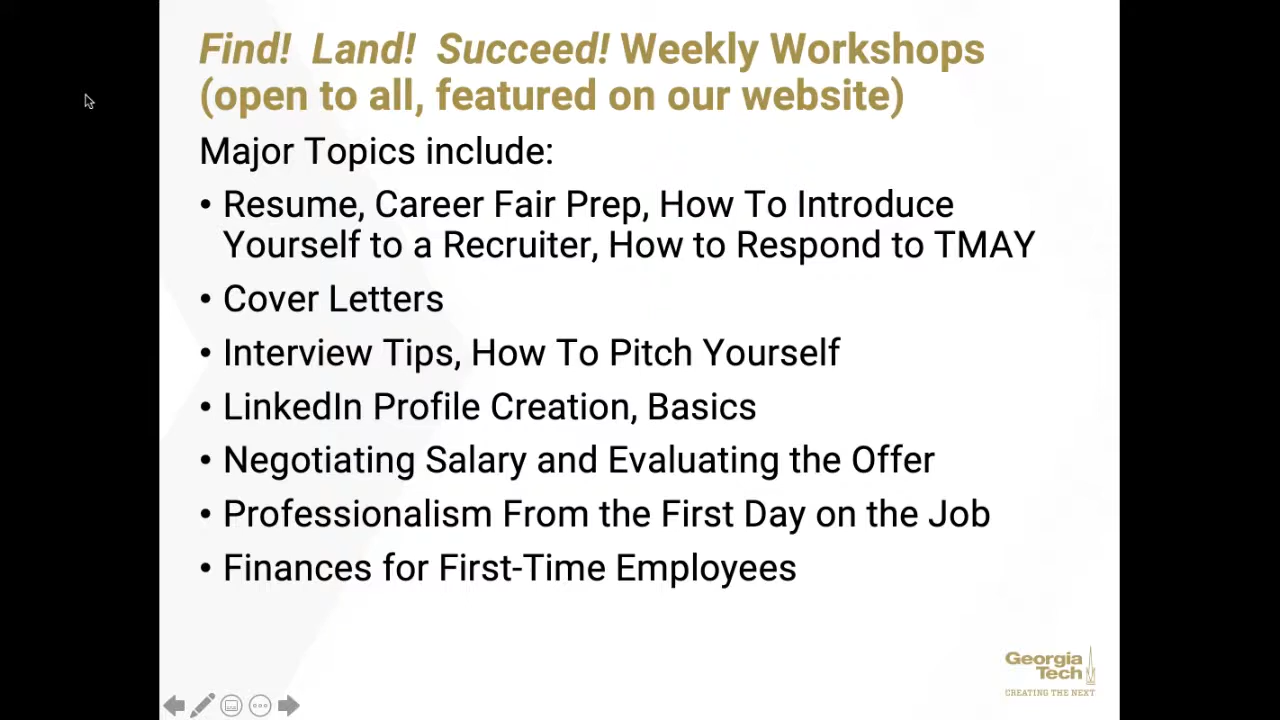 Find! Land! Succeed! Weekly Workshops
(open to all, featured on our website)
Major Topics include:
• Resume, Career Fair Prep, How To Introduce
Yourself to a Recruiter, How to Respond to TMAY
• Cover Letters
• Interview Tips, How To Pitch Yourself
• LinkedIn Profile Creation, Basics
• Negotiating Salary and Evaluating the Offer
• Professionalism From the First Day on the Job
• Finances for First-Time Employees
Georgia
Tech
CREATING THE NEXT